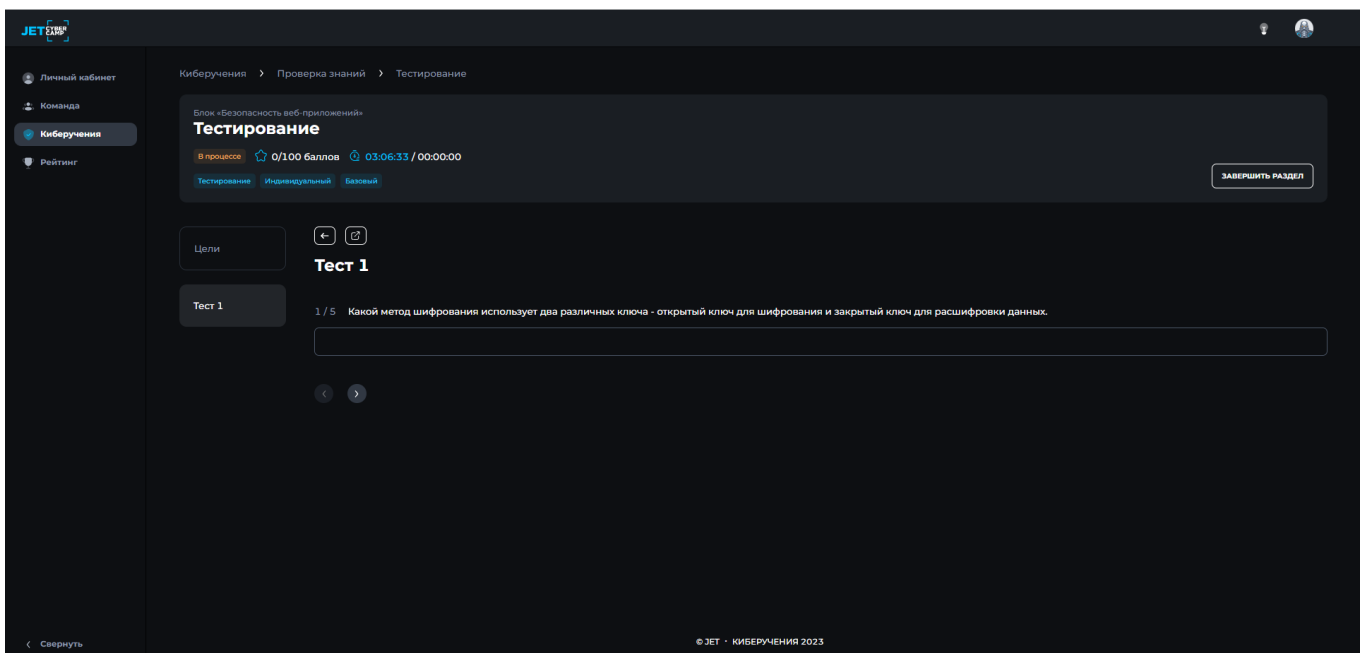 JET CYBER CAMP
Личный кабинет
Команда
Киберучения
Рейтинг
Киберучения > Проверка знаний > Тестирование
Блок «Безопасность веб-приложений»
Тестирование
В процессе 0/100 баллов 03:06:33 / 00:00:00
Тестирование Индивидуальный Базовый
ЗАВЕРШИТЬ РАЗДЕЛ
Цели
Тест 1
Тест 1
1 / 5 Какой метод шифрования использует два различных ключа - открытый ключ для шифрования и закрытый ключ для расшифровки данных.
Свернуть
© JET • КИБЕРУЧЕНИЯ 2023